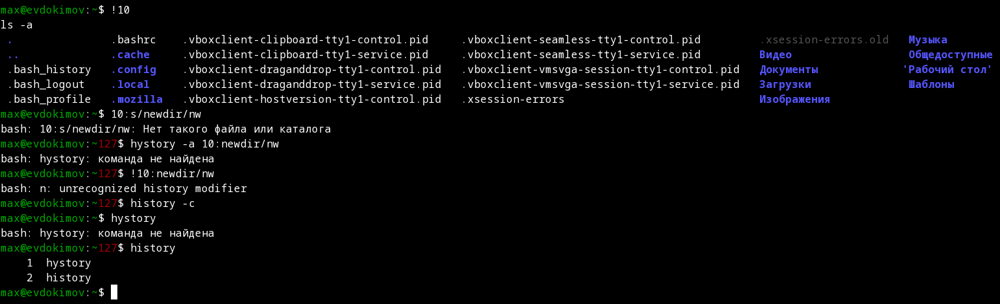 max@evdokimov:~$ !10
ls -a
. .bashrc .vboxclient-clipboard-tty1-control.pid .vboxclient-seamless-tty1-control.pid .xsession-errors.old Музыка
.. .cache .vboxclient-clipboard-tty1-service.pid .vboxclient-seamless-tty1-service.pid Видео Общедоступные
.bash_history .config .vboxclient-draganddrop-tty1-control.pid .vboxclient-vmsvga-session-tty1-control.pid Документы 'Рабочий стол'
.bash_logout .local .vboxclient-draganddrop-tty1-service.pid .vboxclient-vmsvga-session-tty1-service.pid Загрузки Шаблоны
.bash_profile .mozilla .vboxclient-hostversion-tty1-control.pid .xsession-errors Изображения
max@evdokimov:~$ 10:s/newdir/nw
bash: 10:s/newdir/nw: Нет такого файла или каталога
max@evdokimov:~127$ hystory -a 10:newdir/nw
bash: hystory: команда не найдена
max@evdokimov:~127$ !10:newdir/nw
bash: n: unrecognized history modifier
max@evdokimov:~127$ history -c
max@evdokimov:~$ hystory
bash: hystory: команда не найдена
max@evdokimov:~127$ history
1 hystory
2 history
max@evdokimov:~$